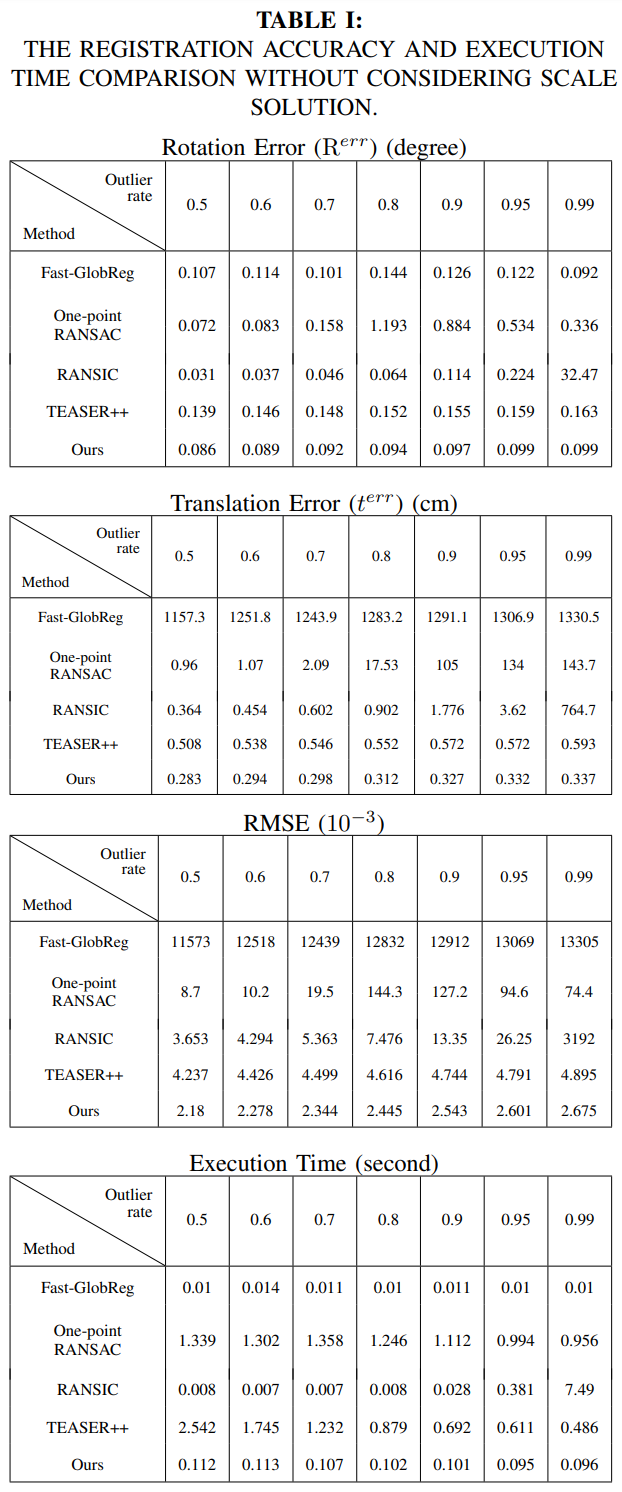 TABLE I:
THE REGISTRATION ACCURACY AND EXECUTION
TIME COMPARISON WITHOUT CONSIDERING SCALE
SOLUTION.
Rotation Error (R^err) (degree)
Outlier rate Method 0.5 0.6 0.7 0.8 0.9 0.95 0.99
Fast-GlobReg 0.107 0.114 0.101 0.144 0.126 0.122 0.092
One-point RANSAC 0.072 0.083 0.158 1.193 0.884 0.534 0.336
RANSIC 0.031 0.037 0.046 0.064 0.114 0.224 32.47
TEASER++ 0.139 0.146 0.148 0.152 0.155 0.159 0.163
Ours 0.086 0.089 0.092 0.094 0.097 0.099 0.099
Translation Error (t^err) (cm)
Outlier rate Method 0.5 0.6 0.7 0.8 0.9 0.95 0.99
Fast-GlobReg 1157.3 1251.8 1243.9 1283.2 1291.1 1306.9 1330.5
One-point RANSAC 0.96 1.07 2.09 17.53 105 134 143.7
RANSIC 0.364 0.454 0.602 0.902 1.776 3.62 764.7
TEASER++ 0.508 0.538 0.546 0.552 0.572 0.572 0.593
Ours 0.283 0.294 0.298 0.312 0.327 0.332 0.337
RMSE (10^−3)
Outlier rate Method 0.5 0.6 0.7 0.8 0.9 0.95 0.99
Fast-GlobReg 11573 12518 12439 12832 12912 13069 13305
One-point RANSAC 8.7 10.2 19.5 144.3 127.2 94.6 74.4
RANSIC 3.653 4.294 5.363 7.476 13.35 26.25 3192
TEASER++ 4.237 4.426 4.499 4.616 4.744 4.791 4.895
Ours 2.18 2.278 2.344 2.445 2.543 2.601 2.675
Execution Time (second)
Outlier rate Method 0.5 0.6 0.7 0.8 0.9 0.95 0.99
Fast-GlobReg 0.01 0.014 0.011 0.01 0.011 0.01 0.01
One-point RANSAC 1.339 1.302 1.358 1.246 1.112 0.994 0.956
RANSIC 0.008 0.007 0.007 0.008 0.028 0.381 7.49
TEASER++ 2.542 1.745 1.232 0.879 0.692 0.611 0.486
Ours 0.112 0.113 0.107 0.102 0.101 0.095 0.096